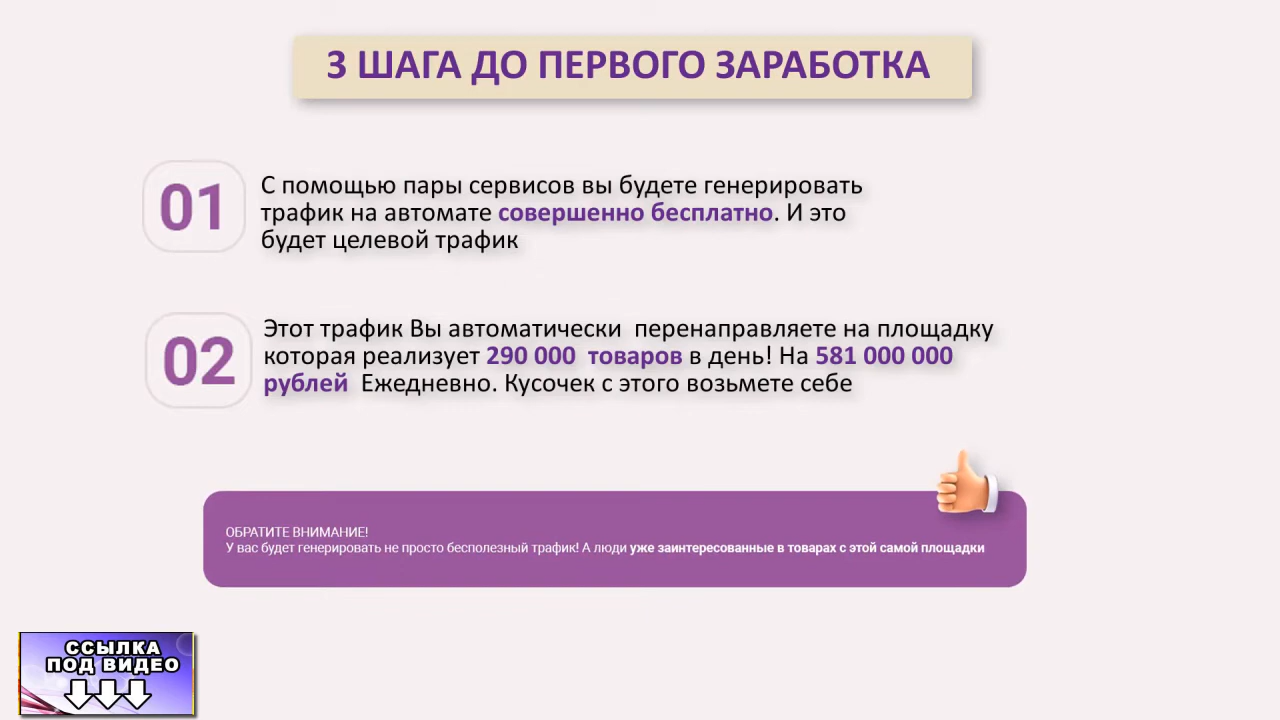 3 ШАГА ДО ПЕРВОГО ЗАРАБОТКА
01
С помощью пары сервисов вы будете генерировать
трафик на автомате совершенно бесплатно. И это
будет целевой трафик
02
Этот трафик Вы автоматически перенаправляете на площадку
которая реализует 290 000 товаров в день! На 581 000 000
рублей Ежедневно. Кусочек с этого возьмете себе
ОБРАТИТЕ ВНИМАНИЕ!
У вас будет генерировать не просто бесполезный трафик! А люди уже заинтересованные в товарах с этой самой площадки
ССЫЛКА
ПОД ВИДЕО